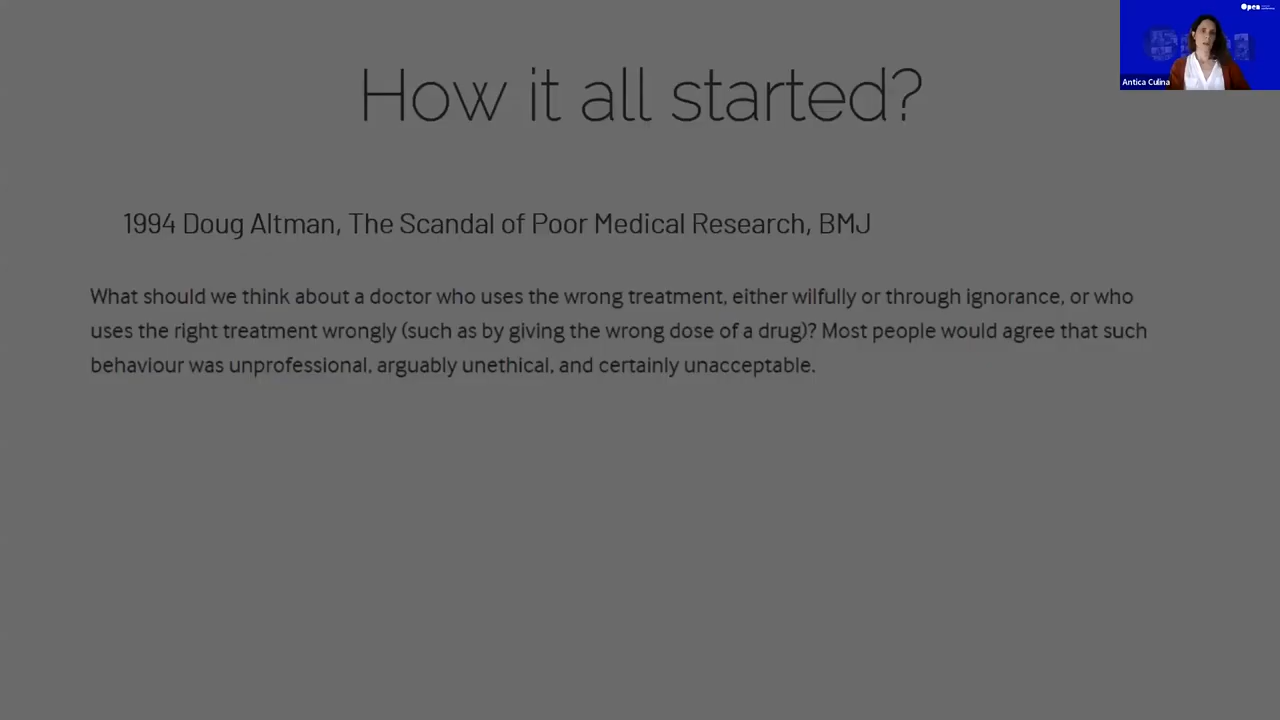 Open
Antica Culina
How it all started?
1994 Doug Altman, The Scandal of Poor Medical Research, BMJ
What should we think about a doctor who uses the wrong treatment, either wilfully or through ignorance, or who
uses the right treatment wrongly (such as by giving the wrong dose of a drug)? Most people would agree that such
behaviour was unprofessional, arguably unethical, and certainly unacceptable.